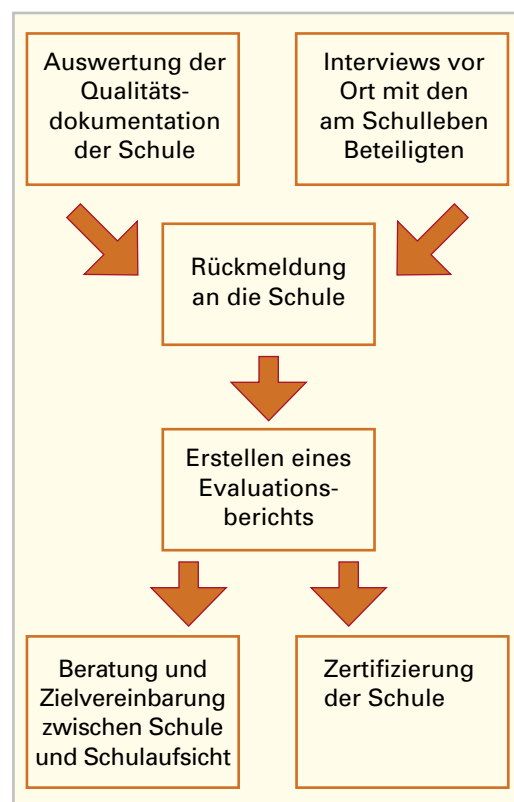 Auswertung der
Qualitäts-
dokumentation
der Schule
Interviews vor
Ort mit den
am Schulleben
Beteiligten
Rückmeldung
an die Schule
Erstellen eines
Evaluations-
berichts
Beratung und
Zielvereinbarung
zwischen Schule
und Schulaufsicht
Zertifizierung
der Schule